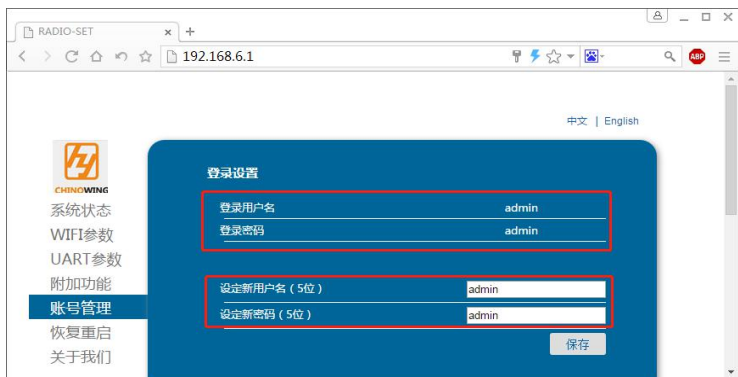 RADIO-SET
192.168.6.1
ABP
中文 | English
CHINOWING
系统状态
WIFI参数
UART参数
附加功能
账号管理
恢复重启
关于我们
登录设置
登录用户名 admin
登录密码 admin
设定新用户名(5位) admin
设定新密码(5位) admin
保存